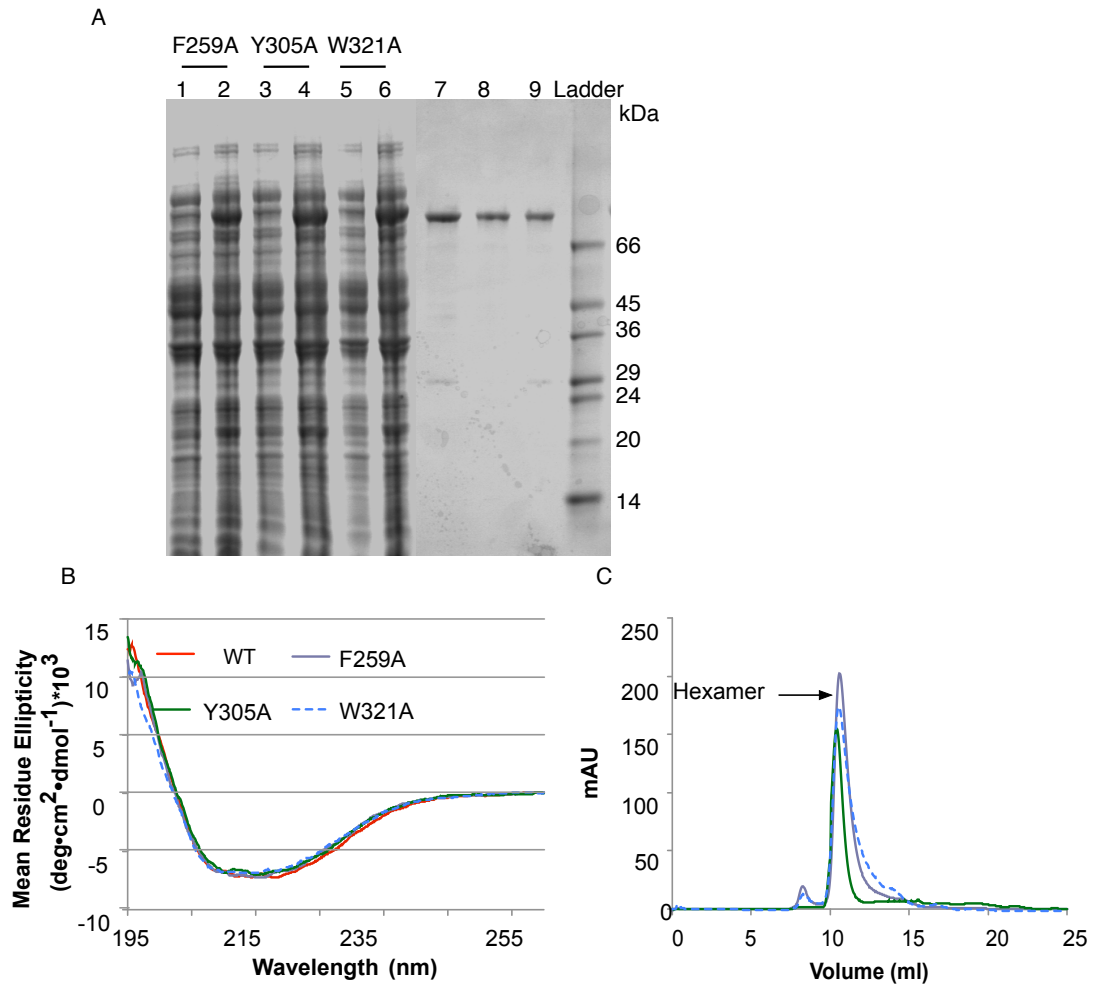 A
F259A Y305A W321A
1 2 3 4 5 6 7 8 9 Ladder
kDa
66
45
36
29
24
20
14
B
15
10
5
0
-5
-10
195 215 235 255
Wavelength (nm)
Mean Residue Ellipticity
(deg•cm²•dmol⁻¹)*10³
WT
F259A
Y305A
W321A
C
250
200
150
100
50
0
0 5 10 15 20 25
Volume (ml)
mAU
Hexamer